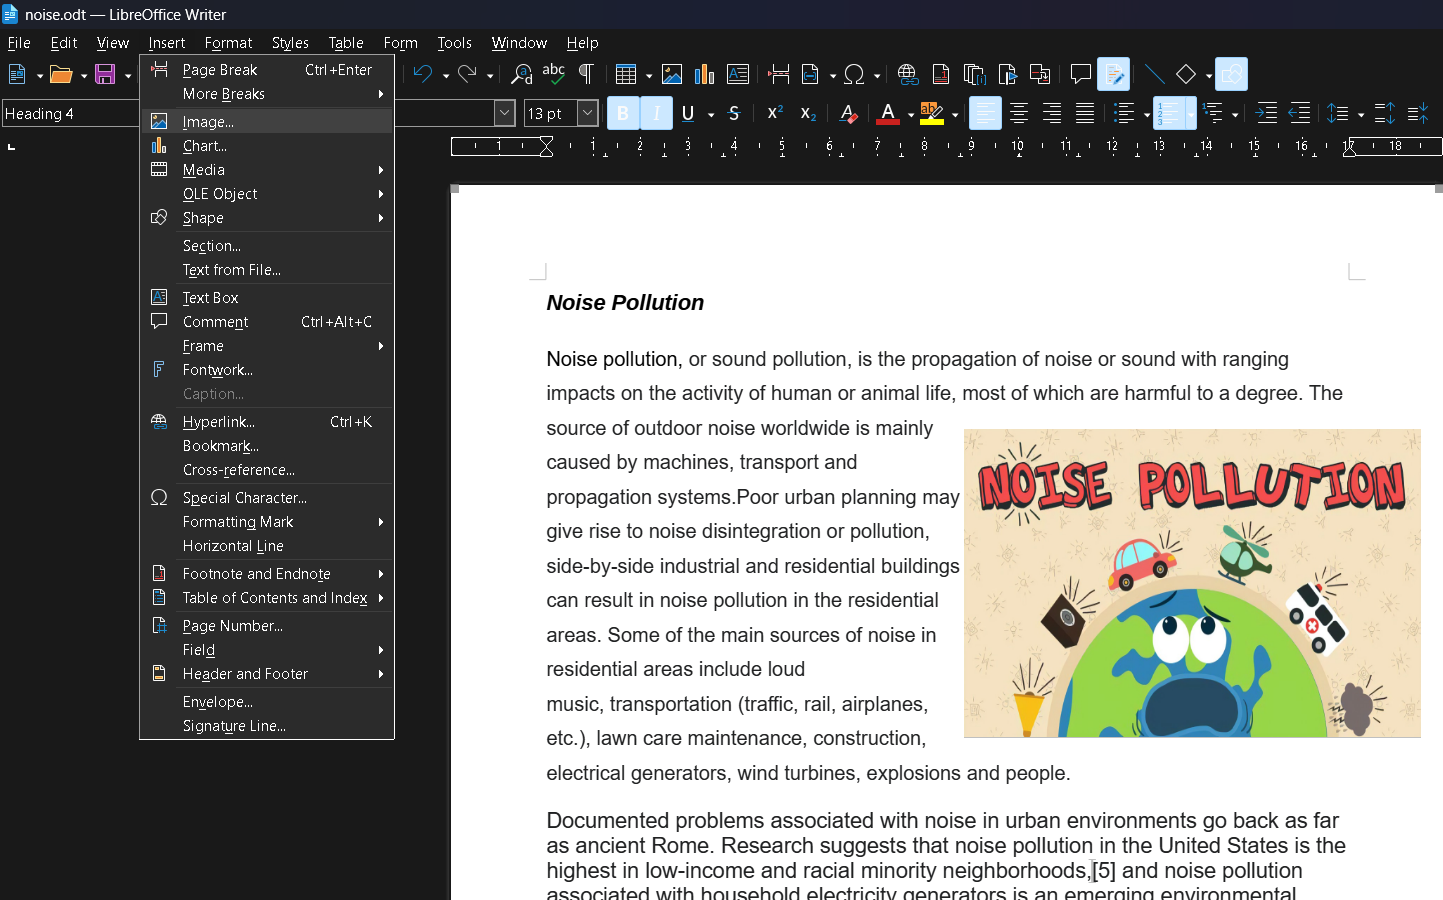 noise.odt — LibreOffice Writer
File Edit View Insert Format Styles Table Form Tools Window Help
Page Break Ctrl+Enter
More Breaks
Image...
Chart...
Media
OLE Object
Shape
Section...
Text from File...
Text Box
Comment Ctrl+Alt+C
Frame
Fontwork...
Caption...
Hyperlink... Ctrl+K
Bookmark...
Cross-reference...
Special Character...
Formatting Mark
Horizontal Line
Footnote and Endnote
Table of Contents and Index
Page Number...
Field
Header and Footer
Envelope...
Signature Line...
Heading 4
13 pt
1 1 2 3 4 5 6 7 8 9 10 11 12 13 14 15 16 17 18
Noise Pollution
Noise pollution, or sound pollution, is the propagation of noise or sound with ranging
impacts on the activity of human or animal life, most of which are harmful to a degree. The
source of outdoor noise worldwide is mainly
caused by machines, transport and
propagation systems.Poor urban planning may
give rise to noise disintegration or pollution,
side-by-side industrial and residential buildings
can result in noise pollution in the residential
areas. Some of the main sources of noise in
residential areas include loud
music, transportation (traffic, rail, airplanes,
etc.), lawn care maintenance, construction,
electrical generators, wind turbines, explosions and people.
NOISE POLLUTION
Documented problems associated with noise in urban environments go back as far
as ancient Rome. Research suggests that noise pollution in the United States is the
highest in low-income and racial minority neighborhoods,[5] and noise pollution
associated with household electricity generators is an emerging environmental